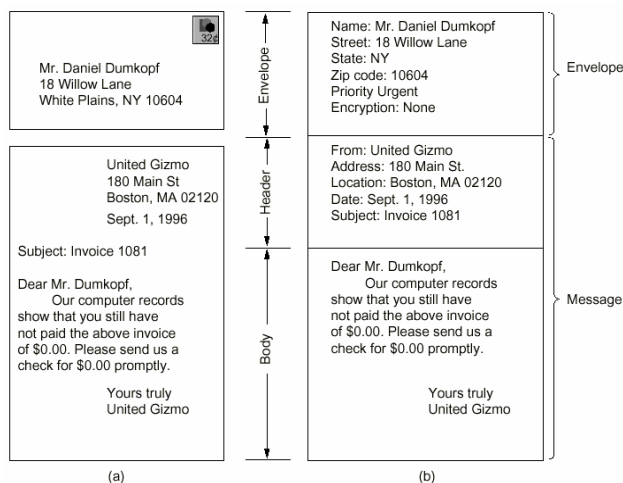 32¢
Mr. Daniel Dumkopf
18 Willow Lane
White Plains, NY 10604
United Gizmo
180 Main St
Boston, MA 02120
Sept. 1, 1996
Subject: Invoice 1081
Dear Mr. Dumkopf,
Our computer records
show that you still have
not paid the above invoice
of $0.00. Please send us a
check for $0.00 promptly.
Yours truly
United Gizmo
(a)
Envelope
Header
Body
Name: Mr. Daniel Dumkopf
Street: 18 Willow Lane
State: NY
Zip code: 10604
Priority Urgent
Encryption: None
From: United Gizmo
Address: 180 Main St.
Location: Boston, MA 02120
Date: Sept. 1, 1996
Subject: Invoice 1081
Dear Mr. Dumkopf,
Our computer records
show that you still have
not paid the above invoice
of $0.00. Please send us a
check for $0.00 promptly.
Yours truly
United Gizmo
(b)
Envelope
Message